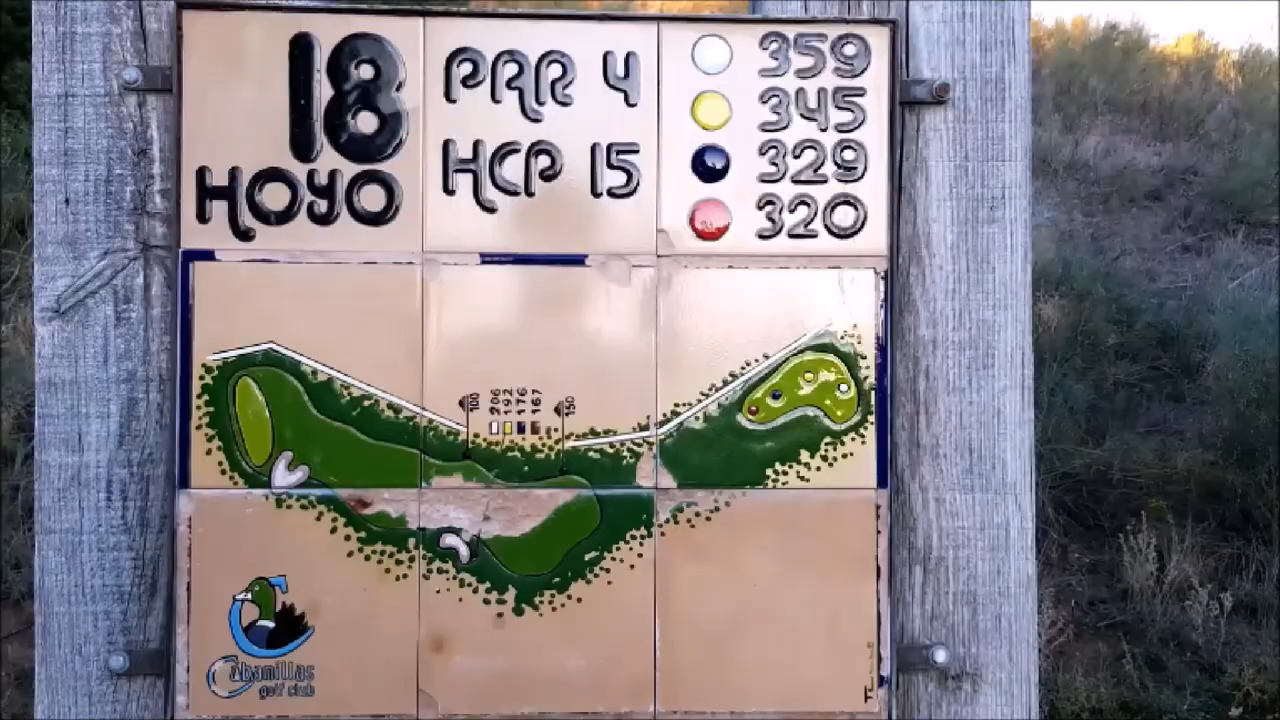 18
HOYO
PAR 4
HCP 15
359
345
329
320
100
206
192
176
167
150
Cabanillas
golf club